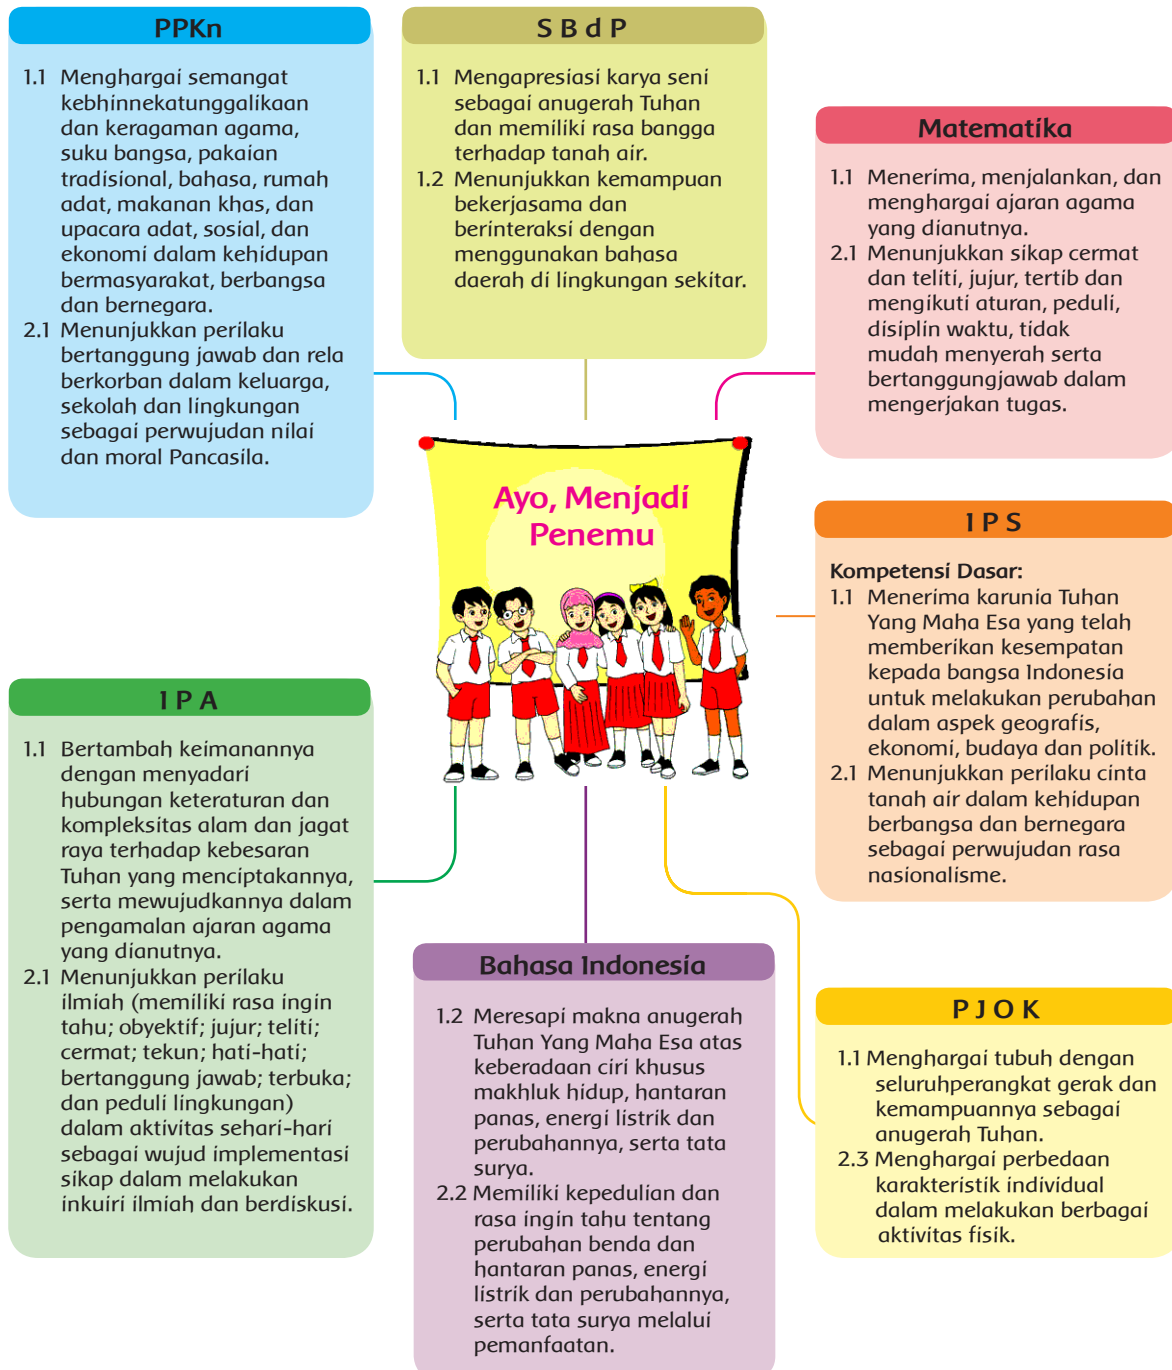 PPKn
1.1 Menghargai semangat
kebhinnekatunggalikaan
dan keragaman agama,
suku bangsa, pakaian
tradisional, bahasa, rumah
adat, makanan khas, dan
upacara adat, sosial, dan
ekonomi dalam kehidupan
bermasyarakat, berbangsa
dan bernegara.
2.1 Menunjukkan perilaku
bertanggung jawab dan rela
berkorban dalam keluarga,
sekolah dan lingkungan
sebagai perwujudan nilai
dan moral Pancasila.
S B d P
1.1 Mengapresiasi karya seni
sebagai anugerah Tuhan
dan memiliki rasa bangga
terhadap tanah air.
1.2 Menunjukkan kemampuan
bekerjasama dan
berinteraksi dengan
menggunakan bahasa
daerah di lingkungan sekitar.
Matematika
1.1 Menerima, menjalankan, dan
menghargai ajaran agama
yang dianutnya.
2.1 Menunjukkan sikap cermat
dan teliti, jujur, tertib dan
mengikuti aturan, peduli,
disiplin waktu, tidak
mudah menyerah serta
bertanggungjawab dalam
mengerjakan tugas.
Ayo, Menjadi
Penemu
I P S
Kompetensi Dasar:
1.1 Menerima karunia Tuhan
Yang Maha Esa yang telah
memberikan kesempatan
kepada bangsa Indonesia
untuk melakukan perubahan
dalam aspek geografis,
ekonomi, budaya dan politik.
2.1 Menunjukkan perilaku cinta
tanah air dalam kehidupan
berbangsa dan bernegara
sebagai perwujudan rasa
nasionalisme.
I P A
1.1 Bertambah keimanannya
dengan menyadari
hubungan keteraturan dan
kompleksitas alam dan jagat
raya terhadap kebesaran
Tuhan yang menciptakannya,
serta mewujudkannya dalam
pengamalan ajaran agama
yang dianutnya.
2.1 Menunjukkan perilaku
ilmiah (memiliki rasa ingin
tahu; obyektif; jujur; teliti;
cermat; tekun; hati-hati;
bertanggung jawab; terbuka;
dan peduli lingkungan)
dalam aktivitas sehari-hari
sebagai wujud implementasi
sikap dalam melakukan
inkuiri ilmiah dan berdiskusi.
Bahasa Indonesia
1.2 Meresapi makna anugerah
Tuhan Yang Maha Esa atas
keberadaan ciri khusus
makhluk hidup, hantaran
panas, energi listrik dan
perubahannya, serta tata
surya.
2.2 Memiliki kepedulian dan
rasa ingin tahu tentang
perubahan benda dan
hantaran panas, energi
listrik dan perubahannya,
serta tata surya melalui
pemanfaatan.
P J O K
1.1 Menghargai tubuh dengan
seluruhperangkat gerak dan
kemampuannya sebagai
anugerah Tuhan.
2.3 Menghargai perbedaan
karakteristik individual
dalam melakukan berbagai
aktivitas fisik.